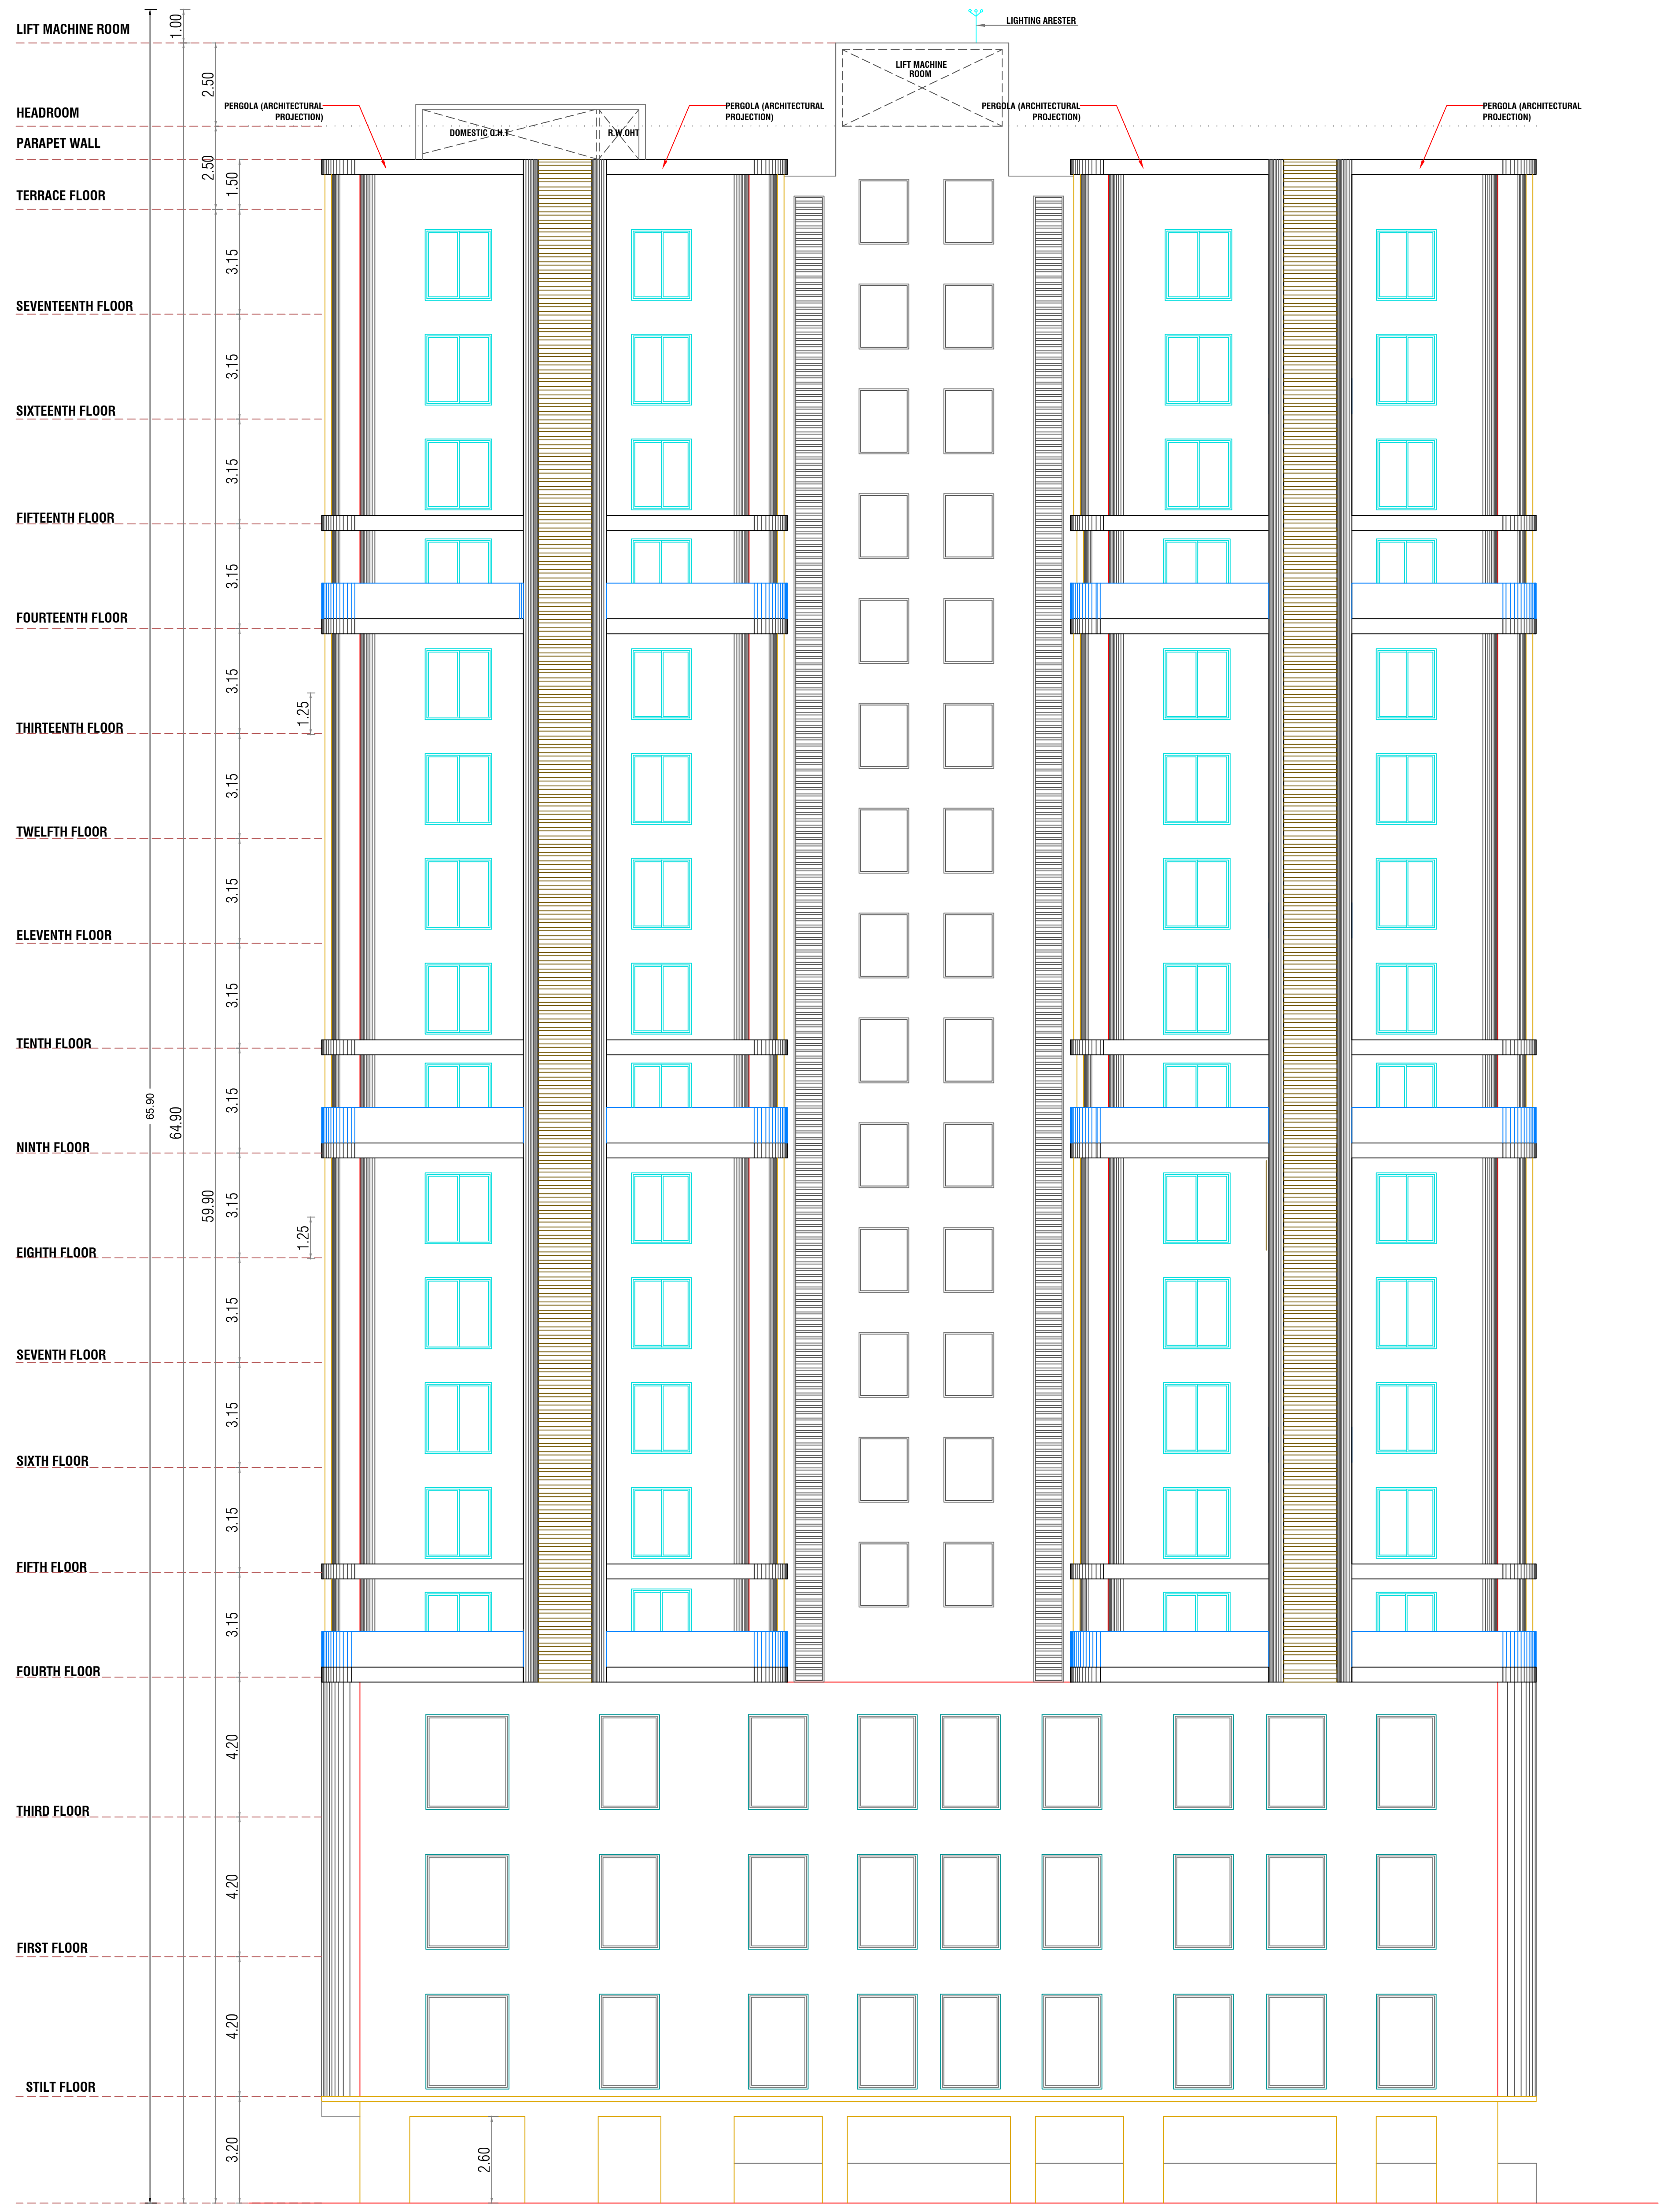 1.00
LIGHTING ARESTER
LIFT MACHINE ROOM
LIFT MACHINE
ROOM
2.50
PERGOLA (ARCHITECTURAL
PROJECTION)
PERGOLA (ARCHITECTURAL
PROJECTION)
PERGOLA (ARCHITECTURAL
PROJECTION)
PERGOLA (ARCHITECTURAL
PROJECTION)
HEADROOM
DOMESTIC O.H.T
R.W.OHT
PARAPET WALL
2.50
1.50
TERRACE FLOOR
3.15
SEVENTEENTH FLOOR
3.15
SIXTEENTH FLOOR
3.15
FIFTEENTH FLOOR
3.15
FOURTEENTH FLOOR
3.15
1.25
THIRTEENTH FLOOR
3.15
TWELFTH FLOOR
3.15
ELEVENTH FLOOR
3.15
TENTH FLOOR
3.15
65.90
64.90
NINTH FLOOR
59.90
3.15
1.25
EIGHTH FLOOR
3.15
SEVENTH FLOOR
3.15
SIXTH FLOOR
3.15
FIFTH FLOOR
3.15
FOURTH FLOOR
4.20
THIRD FLOOR
4.20
FIRST FLOOR
4.20
STILT FLOOR
3.20
2.60